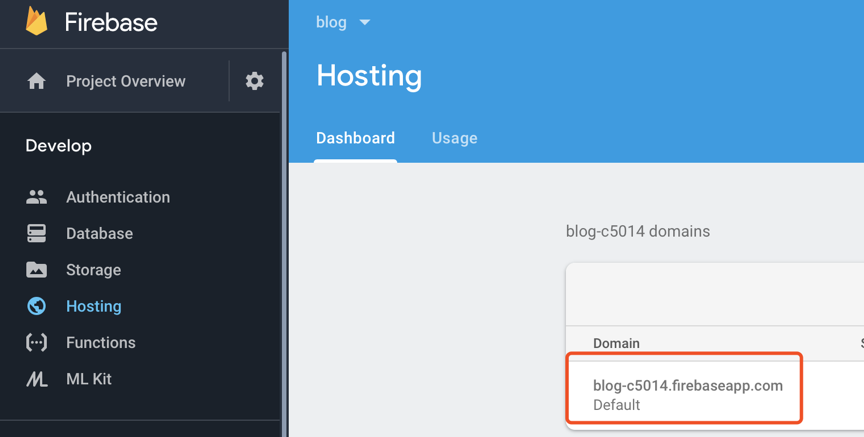 Firebase
Project Overview
Develop
Authentication
Database
Storage
Hosting
Functions
ML Kit
blog
Hosting
Dashboard
Usage
blog-c5014 domains
Domain
blog-c5014.firebaseapp.com
Default